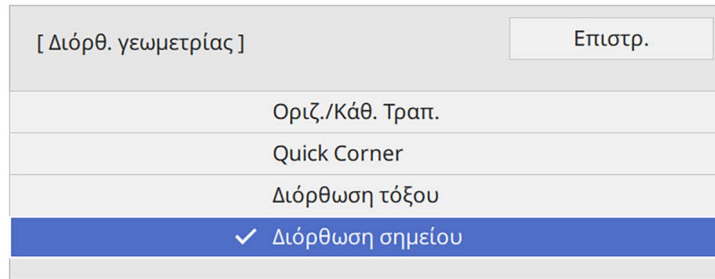 [ Διόρθ. γεωμετρίας ]
Επιστρ.
Οριζ./Κάθ. Τραπ.
Quick Corner
Διόρθωση τόξου
Διόρθωση σημείου